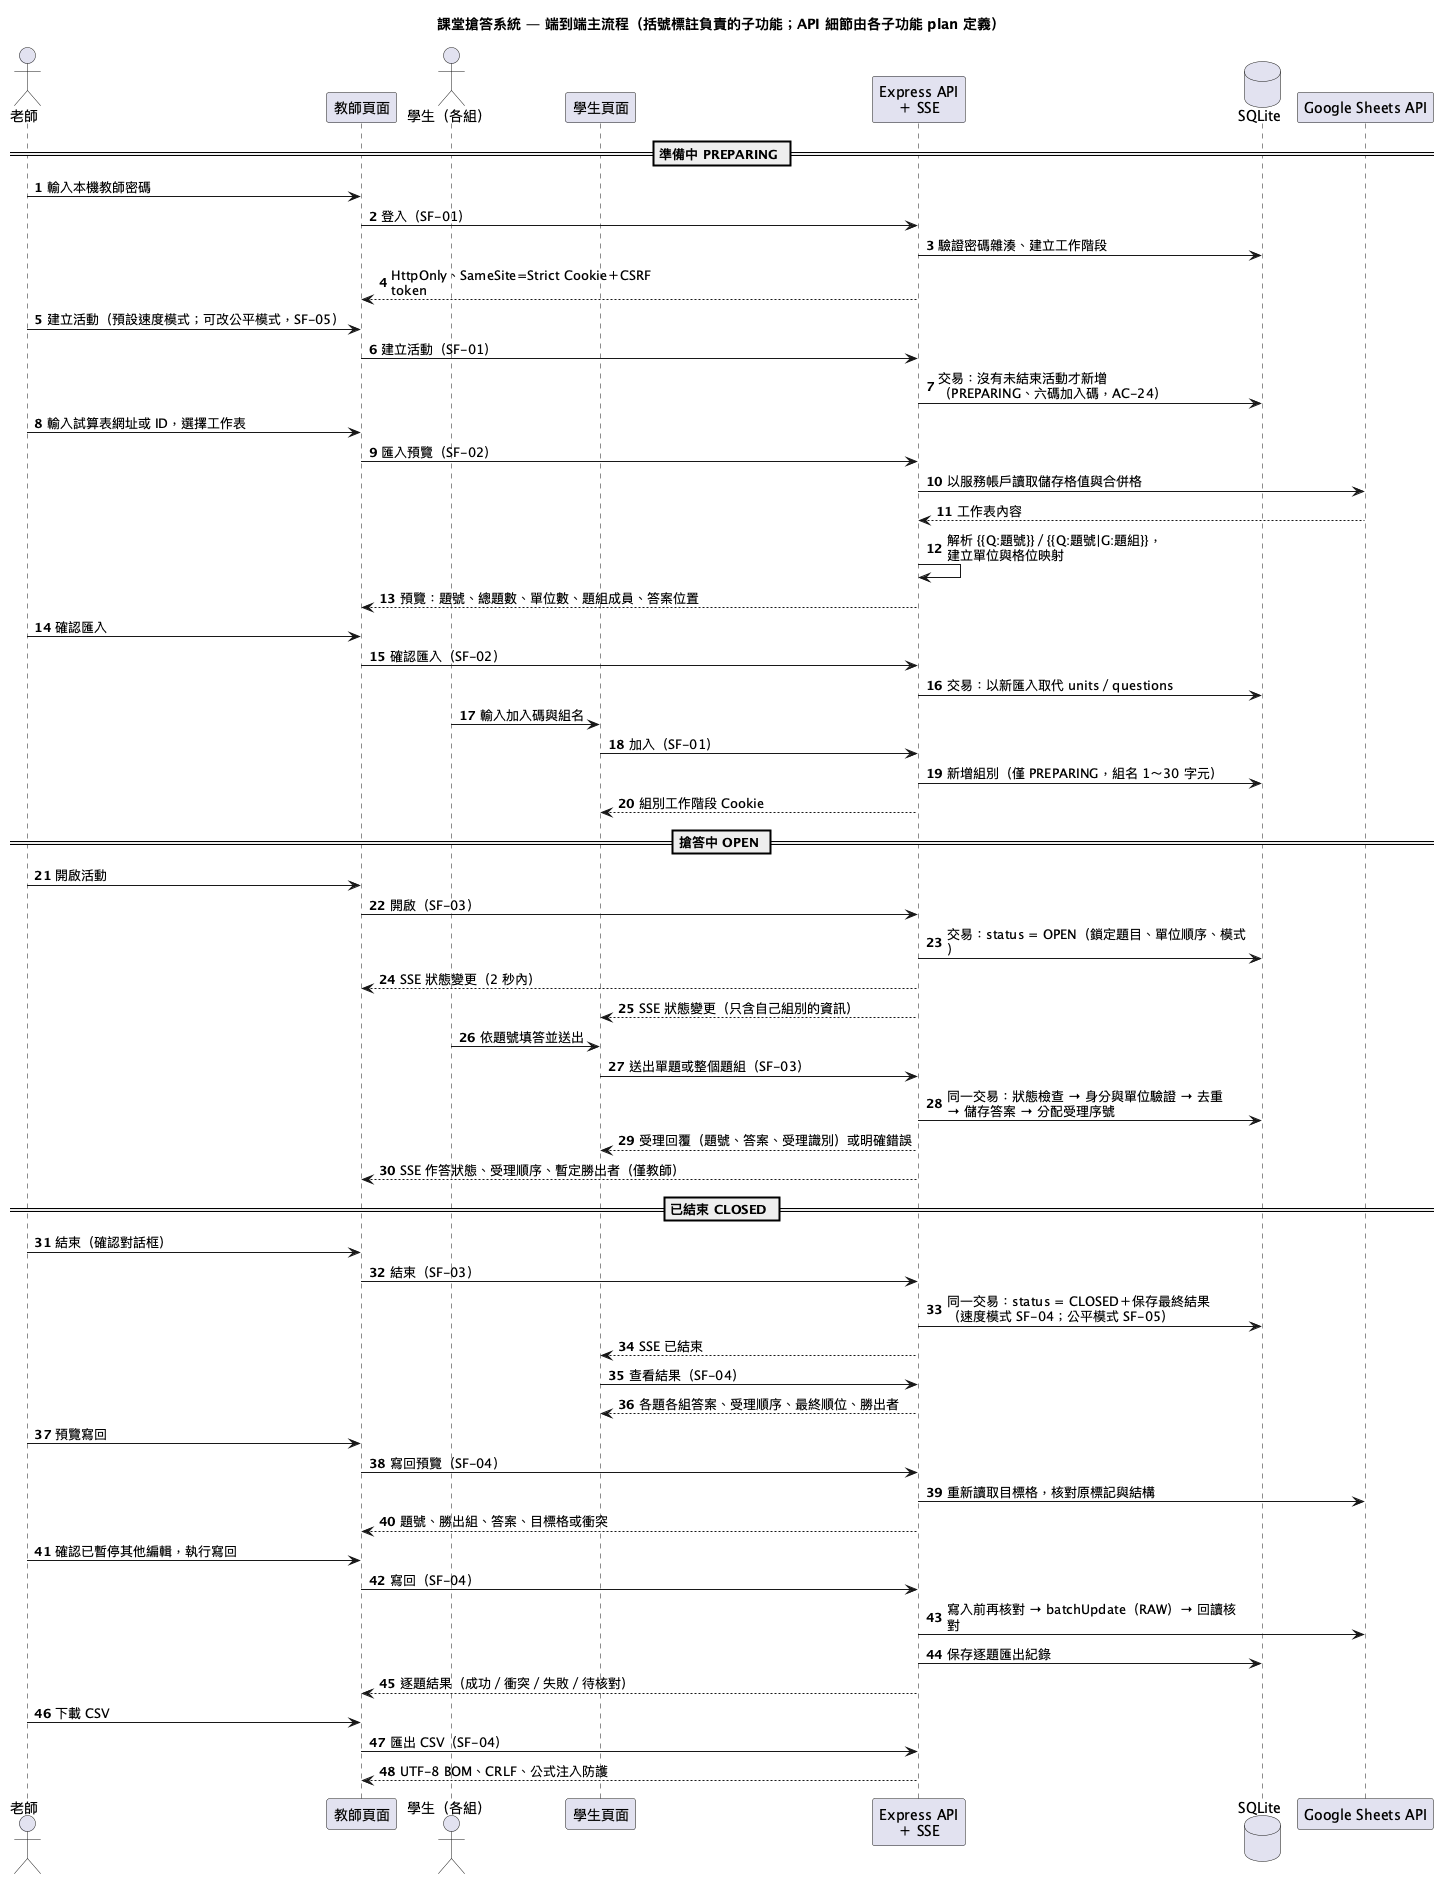 課堂搶答系統 — 端到端主流程（括號標註負責的子功能；API 細節由各子功能 plan 定義）
老師
教師頁面
學生（各組）
學生頁面
Express API
+ SSE
SQLite
Google Sheets API
準備中 PREPARING
1 輸入本機教師密碼
2 登入（SF-01）
3 驗證密碼雜湊、建立工作階段
4 HttpOnly、SameSite=Strict Cookie＋CSRF
token
5 建立活動（預設速度模式；可改公平模式，SF-05）
6 建立活動（SF-01）
7 交易：沒有未結束活動才新增
（PREPARING、六碼加入碼，AC-24）
8 輸入試算表網址或 ID，選擇工作表
9 匯入預覽（SF-02）
10 以服務帳戶讀取儲存格值與合併格
11 工作表內容
12 解析 {{Q:題號}} / {{Q:題號|G:題組}}，
建立單位與格位映射
13 預覽：題號、總題數、單位數、題組成員、答案位置
14 確認匯入
15 確認匯入（SF-02）
16 交易：以新匯入取代 units / questions
17 輸入加入碼與組名
18 加入（SF-01）
19 新增組別（僅 PREPARING，組名 1～30 字元）
20 組別工作階段 Cookie
搶答中 OPEN
21 開啟活動
22 開啟（SF-03）
23 交易：status = OPEN（鎖定題目、單位順序、模式
）
24 SSE 狀態變更（2 秒內）
25 SSE 狀態變更（只含自己組別的資訊）
26 依題號填答並送出
27 送出單題或整個題組（SF-03）
28 同一交易：狀態檢查 → 身分與單位驗證 → 去重
→ 儲存答案 → 分配受理序號
29 受理回覆（題號、答案、受理識別）或明確錯誤
30 SSE 作答狀態、受理順序、暫定勝出者（僅教師）
已結束 CLOSED
31 結束（確認對話框）
32 結束（SF-03）
33 同一交易：status = CLOSED＋保存最終結果
（速度模式 SF-04；公平模式 SF-05）
34 SSE 已結束
35 查看結果（SF-04）
36 各題各組答案、受理順序、最終順位、勝出者
37 預覽寫回
38 寫回預覽（SF-04）
39 重新讀取目標格，核對原標記與結構
40 題號、勝出組、答案、目標格或衝突
41 確認已暫停其他編輯，執行寫回
42 寫回（SF-04）
43 寫入前再核對 → batchUpdate（RAW）→ 回讀核
對
44 保存逐題匯出紀錄
45 逐題結果（成功 / 衝突 / 失敗 / 待核對）
46 下載 CSV
47 匯出 CSV（SF-04）
48 UTF-8 BOM、CRLF、公式注入防護
老師
教師頁面
學生（各組）
學生頁面
Express API
+ SSE
SQLite
Google Sheets API